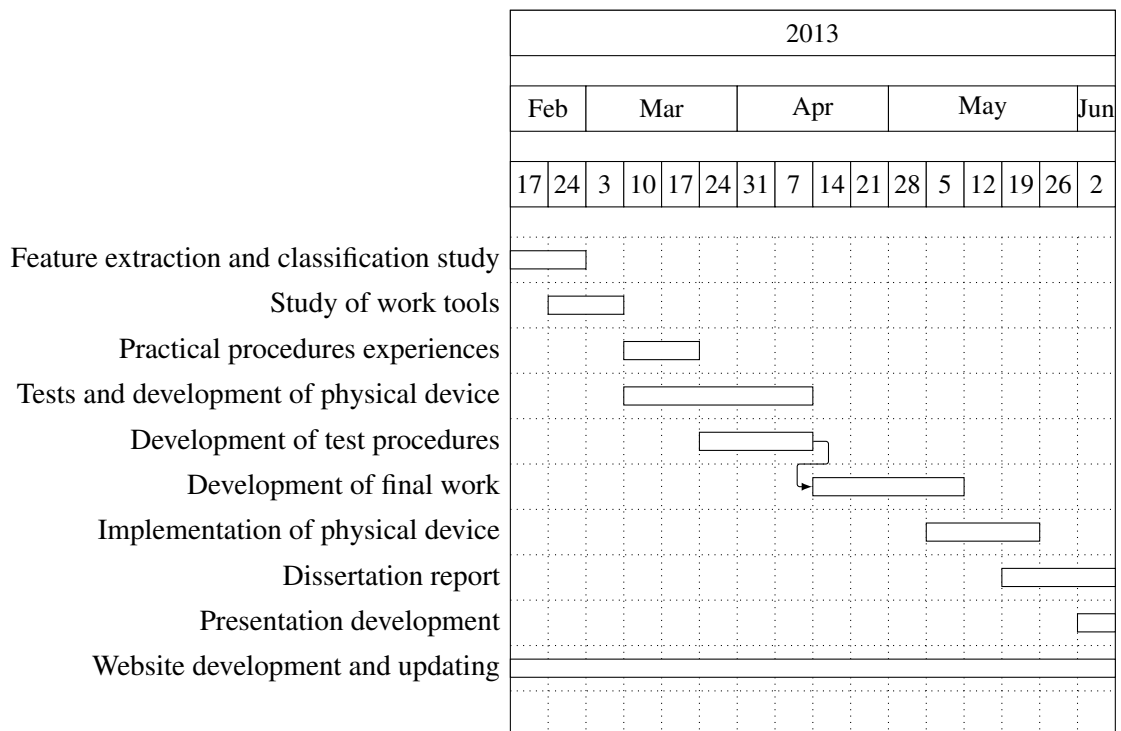 2013
Feb Mar Apr May Jun
17 24 3 10 17 24 31 7 14 21 28 5 12 19 26 2
Feature extraction and classification study
Study of work tools
Practical procedures experiences
Tests and development of physical device
Development of test procedures
Development of final work
Implementation of physical device
Dissertation report
Presentation development
Website development and updating